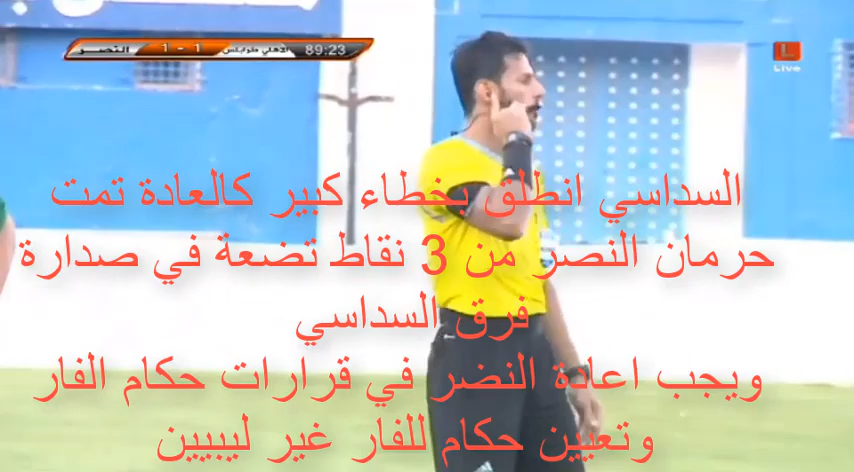 النصر 1 - 1 الأهلي طرابلس 89:23
L
Live
السداسي انطلق بخطاء كبير كالعادة تمت
حرمان النصر من 3 نقاط تضعة في صدارة
فرق السداسي
ويجب اعادة النضر في قرارات حكام الفار
وتعيين حكام للفار غير ليبيين